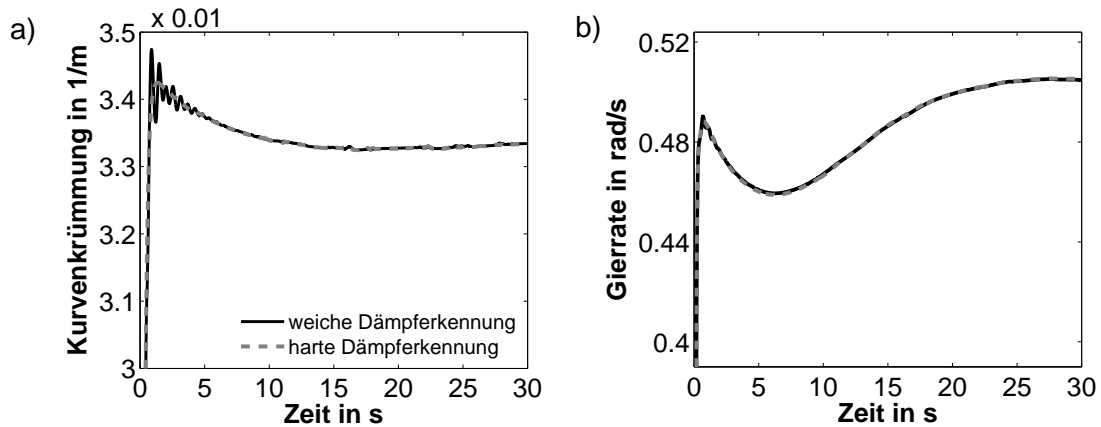 a)
x 0.01
3.5
3.4
3.3
3.2
3.1
3
Kurvenkrümmung in 1/m
weiche Dämpferkennung
harte Dämpferkennung
0 5 10 15 20 25 30
Zeit in s
b)
0.52
0.48
0.44
0.4
Gierrate in rad/s
0 5 10 15 20 25 30
Zeit in s